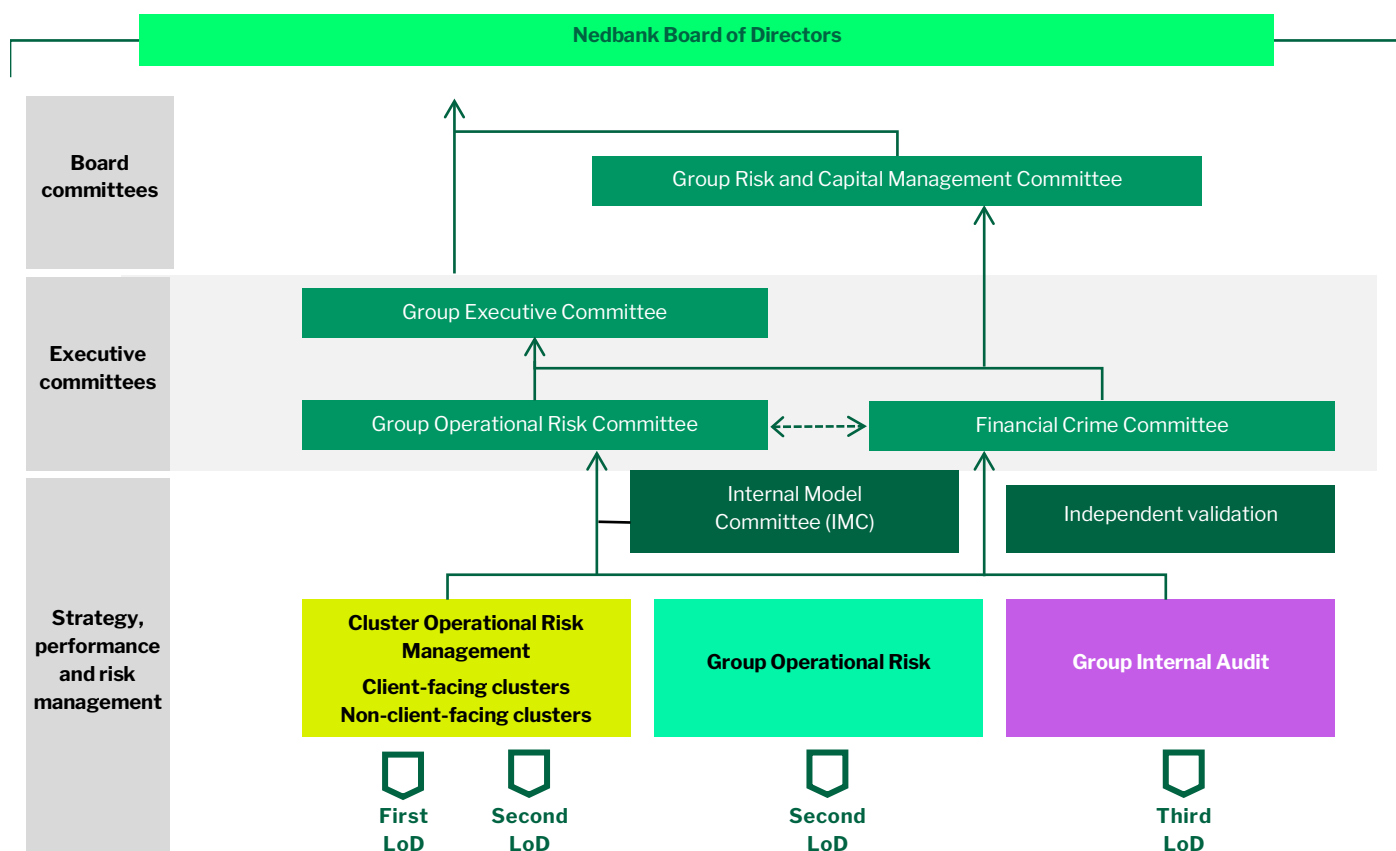 Nedbank Board of Directors
Board
committees
Group Risk and Capital Management Committee
Executive
committees
Group Executive Committee
Group Operational Risk Committee
Financial Crime Committee
Strategy,
performance
and risk
management
Internal Model
Committee (IMC)
Independent validation
Cluster Operational Risk
Management
Client-facing clusters
Non-client-facing clusters
Group Operational Risk
Group Internal Audit
First
LoD
Second
LoD
Second
LoD
Third
LoD